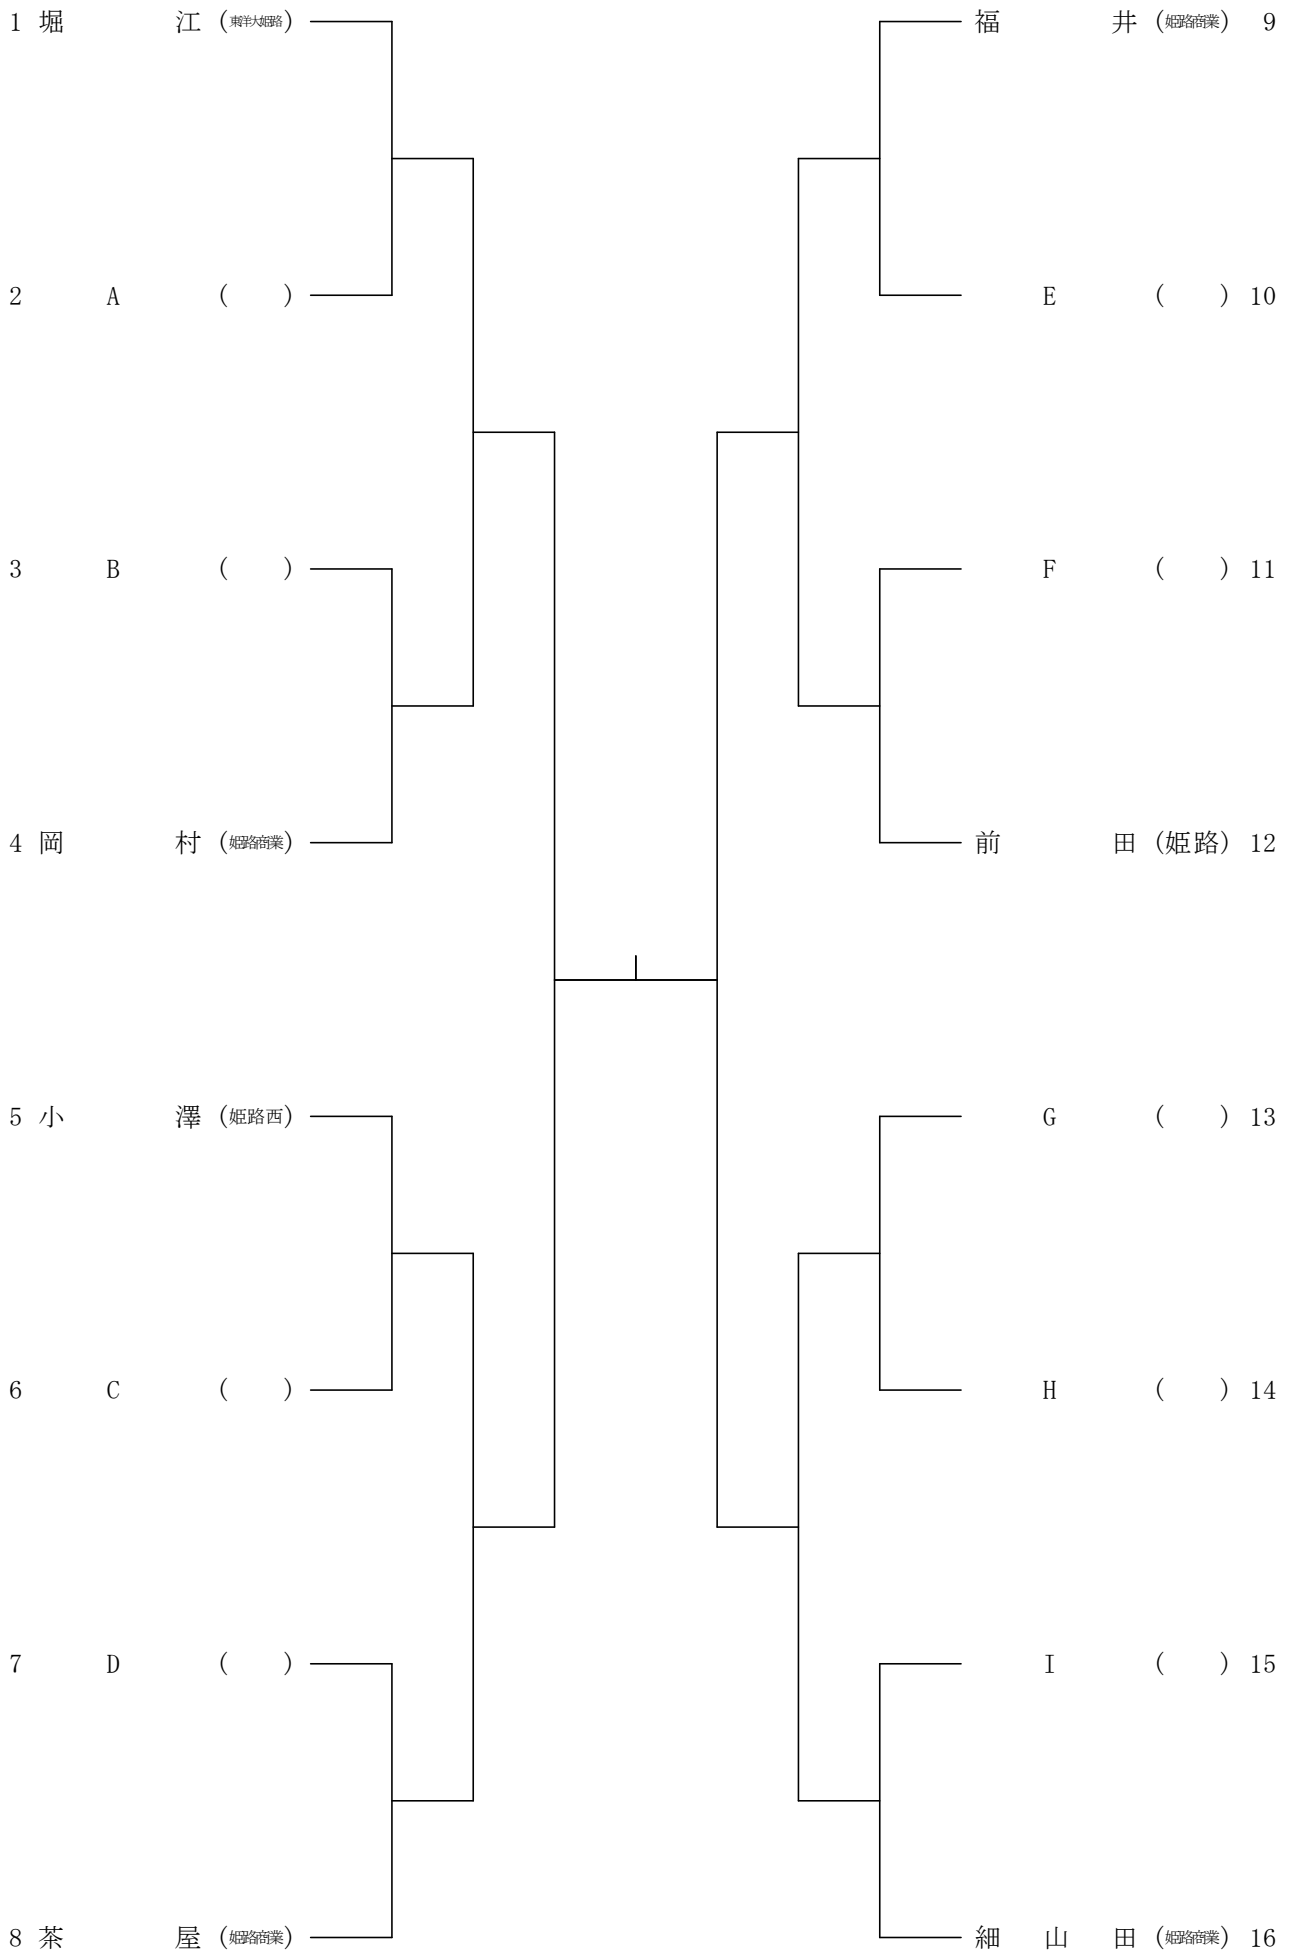 1 堀 江 (東洋大姫路)
2 A ( )
3 B ( )
4 岡 村 (姫路商業)
5 小 澤 (姫路西)
6 C ( )
7 D ( )
8 茶 屋 (姫路商業)
福 井 (姫路商業) 9
E ( ) 10
F ( ) 11
前 田 (姫路) 12
G ( ) 13
H ( ) 14
I ( ) 15
細 山 田 (姫路商業) 16